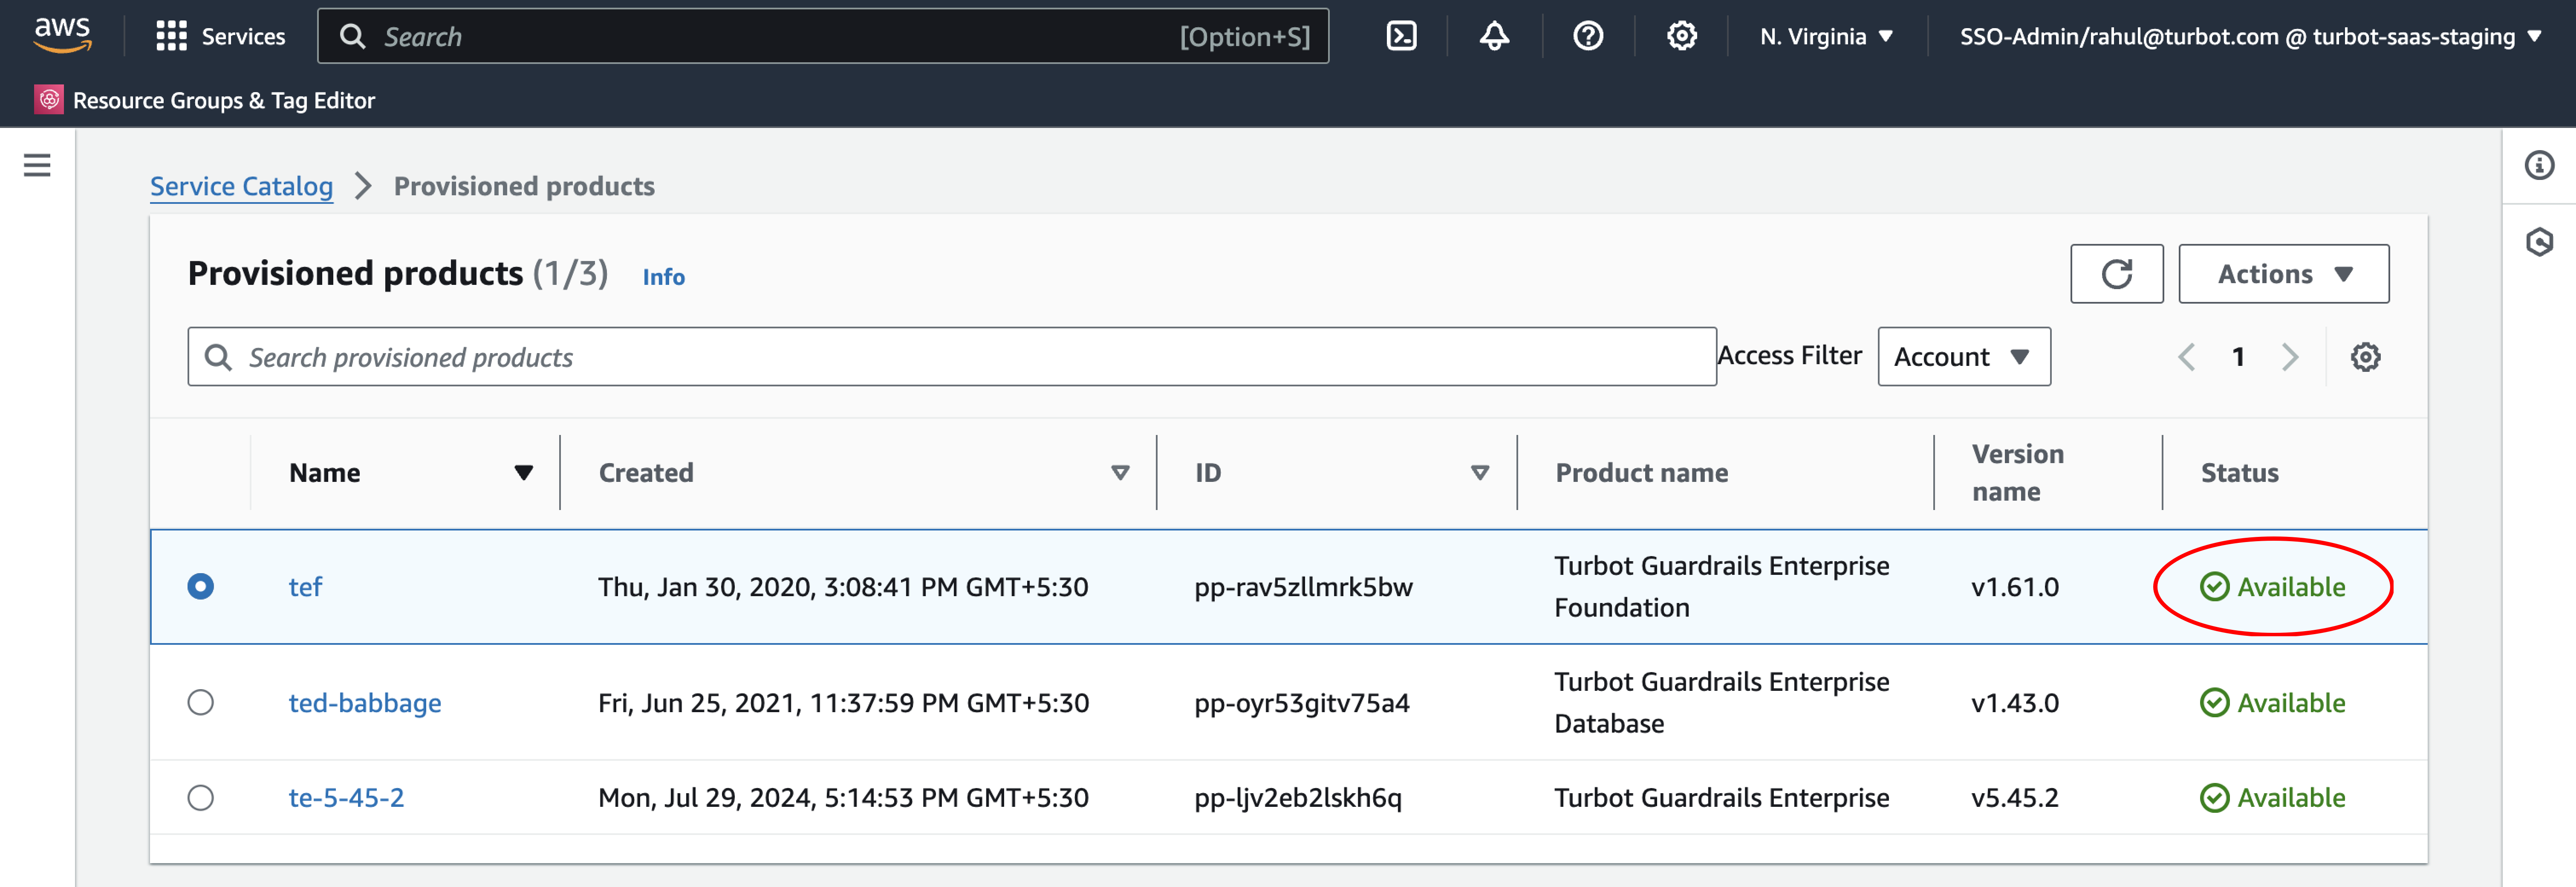 aws Services Search [Option+S] N. Virginia SSO-Admin/rahul@turbot.com @ turbot-saas-staging
Resource Groups & Tag Editor
Service Catalog Provisioned products
Provisioned products (1/3) Info Actions
Search provisioned products Access Filter Account 1
Name Created ID Product name Version name Status
tef Thu, Jan 30, 2020, 3:08:41 PM GMT+5:30 pp-rav5zllmrk5bw Turbot Guardrails Enterprise Foundation v1.61.0 Available
ted-babbage Fri, Jun 25, 2021, 11:37:59 PM GMT+5:30 pp-oyr53gitv75a4 Turbot Guardrails Enterprise Database v1.43.0 Available
te-5-45-2 Mon, Jul 29, 2024, 5:14:53 PM GMT+5:30 pp-ljv2eb2lskh6q Turbot Guardrails Enterprise v5.45.2 Available